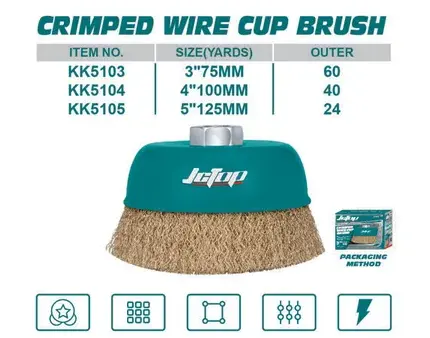 CRIMPED WIRE CUP BRUSH
ITEM NO. SIZE(YARDS) OUTER
KK5103 3"75MM 60
KK5104 4"100MM 40
KK5105 5"125MM 24
JcTop
JcTop
PACKAGING
METHOD